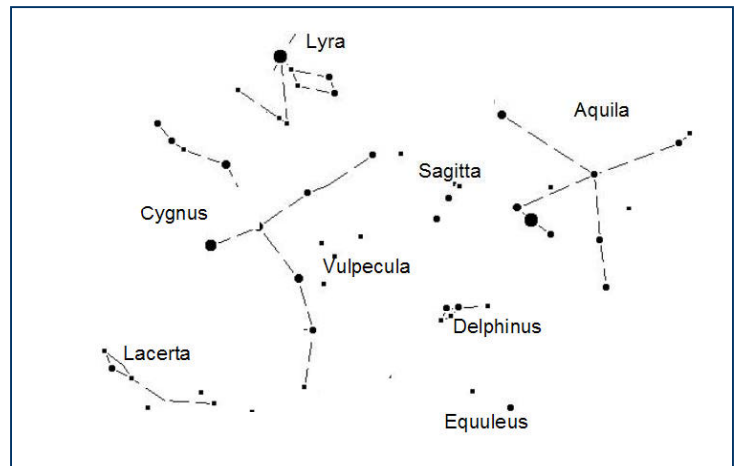 Lyra
Aquila
Sagitta
Cygnus
Vulpecula
Delphinus
Lacerta
Equuleus